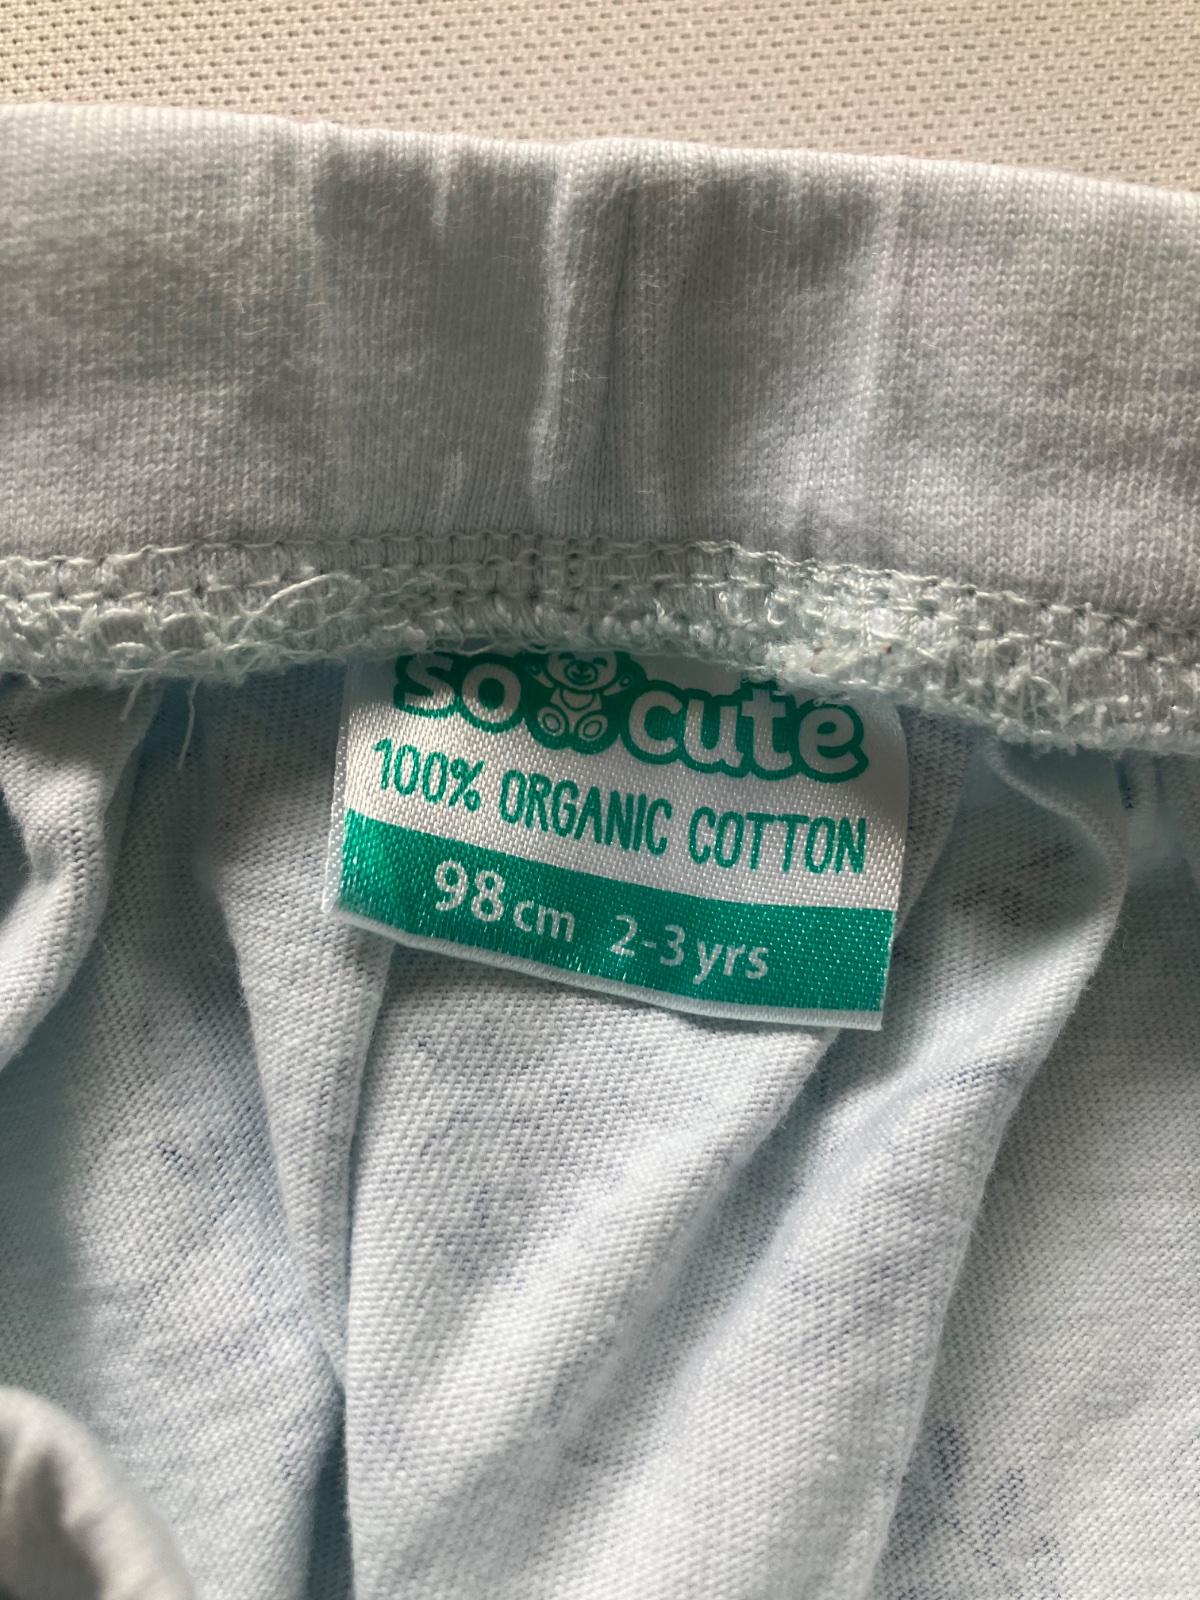 so cute
100% ORGANIC COTTON
98 cm 2-3 yrs